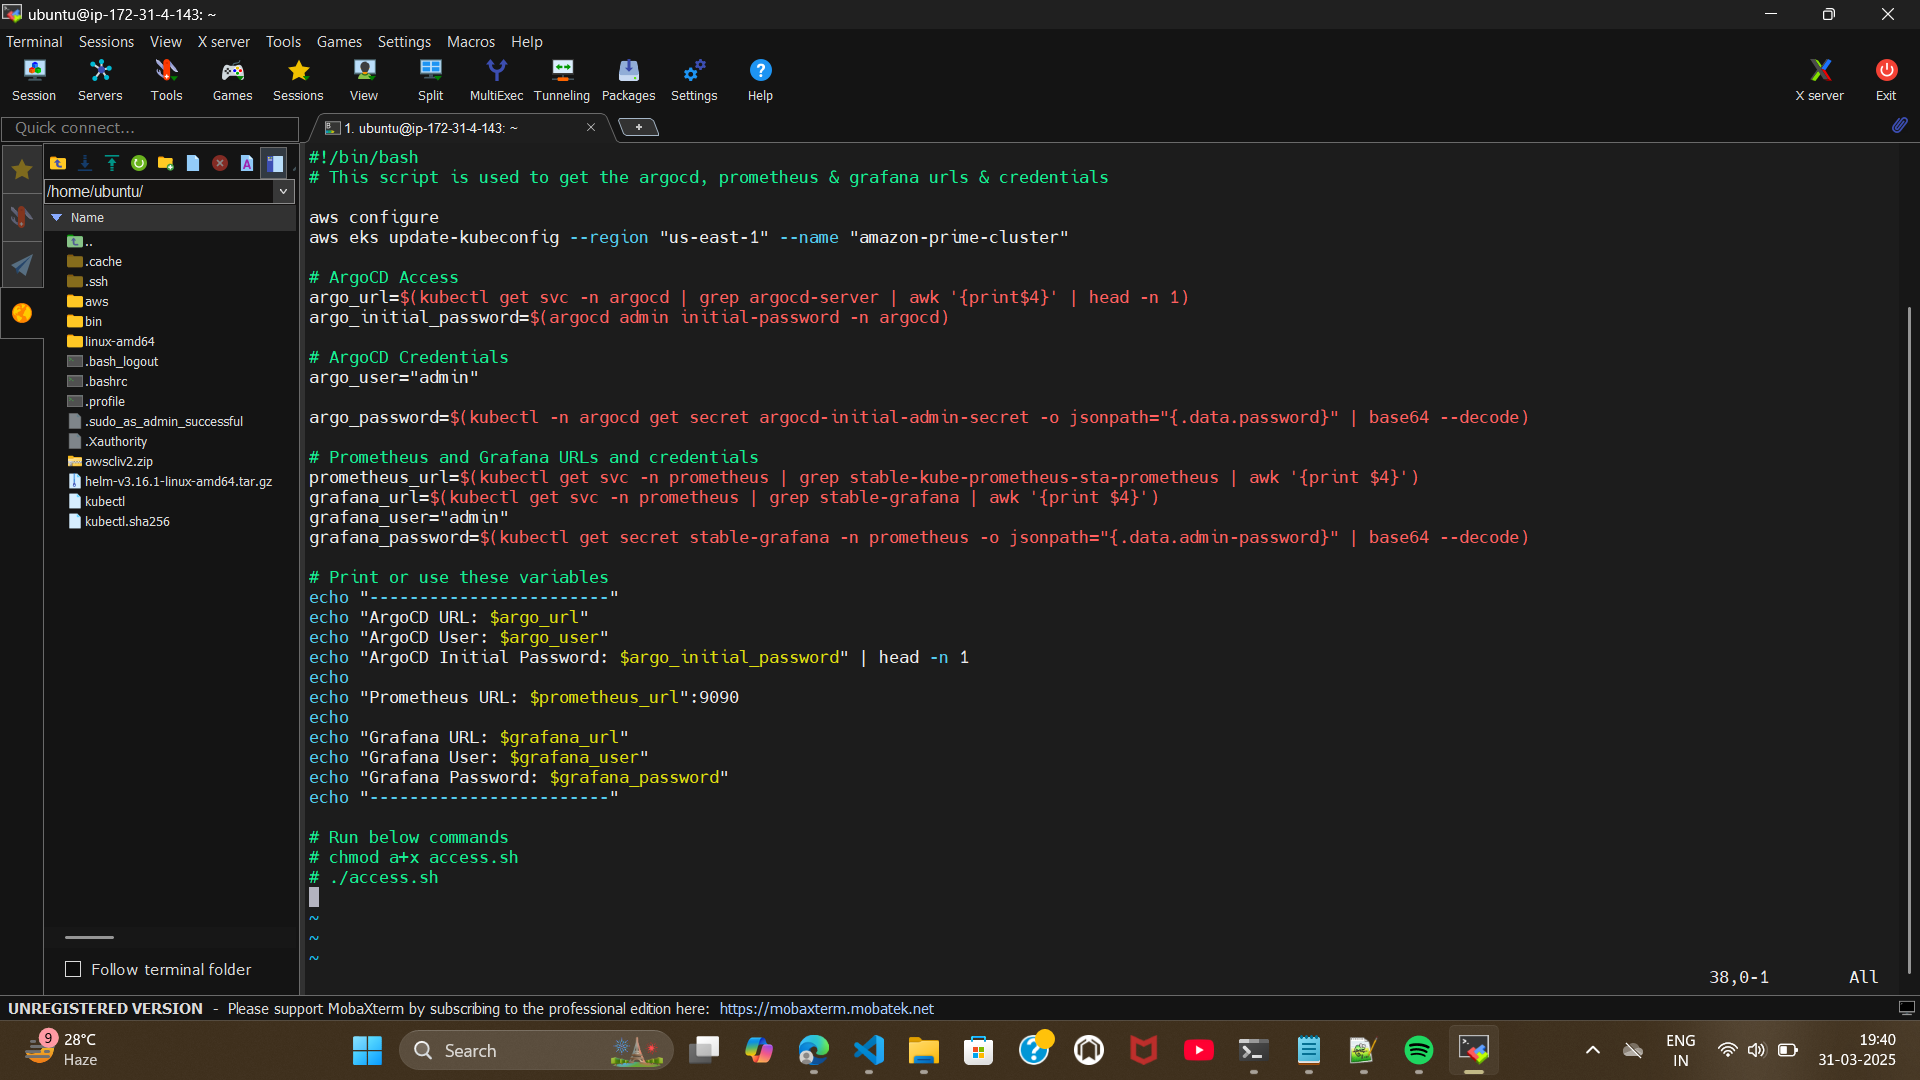 ubuntu@ip-172-31-4-143: ~
Terminal Sessions View X server Tools Games Settings Macros Help
Session Servers Tools Games Sessions View Split MultiExec Tunneling Packages Settings Help X server Exit
Quick connect...
1. ubuntu@ip-172-31-4-143: ~
/home/ubuntu/
Name
..
.cache
.ssh
aws
bin
linux-amd64
.bash_logout
.bashrc
.profile
.sudo_as_admin_successful
.Xauthority
awscliv2.zip
helm-v3.16.1-linux-amd64.tar.gz
kubectl
kubectl.sha256
Follow terminal folder
#!/bin/bash
# This script is used to get the argocd, prometheus & grafana urls & credentials

aws configure
aws eks update-kubeconfig --region "us-east-1" --name "amazon-prime-cluster"

# ArgoCD Access
argo_url=$(kubectl get svc -n argocd | grep argocd-server | awk '{print$4}' | head -n 1)
argo_initial_password=$(argocd admin initial-password -n argocd)

# ArgoCD Credentials
argo_user="admin"

argo_password=$(kubectl -n argocd get secret argocd-initial-admin-secret -o jsonpath="{.data.password}" | base64 --decode)

# Prometheus and Grafana URLs and credentials
prometheus_url=$(kubectl get svc -n prometheus | grep stable-kube-prometheus-sta-prometheus | awk '{print $4}')
grafana_url=$(kubectl get svc -n prometheus | grep stable-grafana | awk '{print $4}')
grafana_user="admin"
grafana_password=$(kubectl get secret stable-grafana -n prometheus -o jsonpath="{.data.admin-password}" | base64 --decode)

# Print or use these variables
echo "------------------------"
echo "ArgoCD URL: $argo_url"
echo "ArgoCD User: $argo_user"
echo "ArgoCD Initial Password: $argo_initial_password" | head -n 1
echo
echo "Prometheus URL: $prometheus_url":9090
echo
echo "Grafana URL: $grafana_url"
echo "Grafana User: $grafana_user"
echo "Grafana Password: $grafana_password"
echo "------------------------"

# Run below commands
# chmod a+x access.sh
# ./access.sh

~
~
~
38,0-1 All
UNREGISTERED VERSION - Please support MobaXterm by subscribing to the professional edition here: https://mobaxterm.mobatek.net
9
28°C
Haze
Search
ENG
IN
19:40
31-03-2025